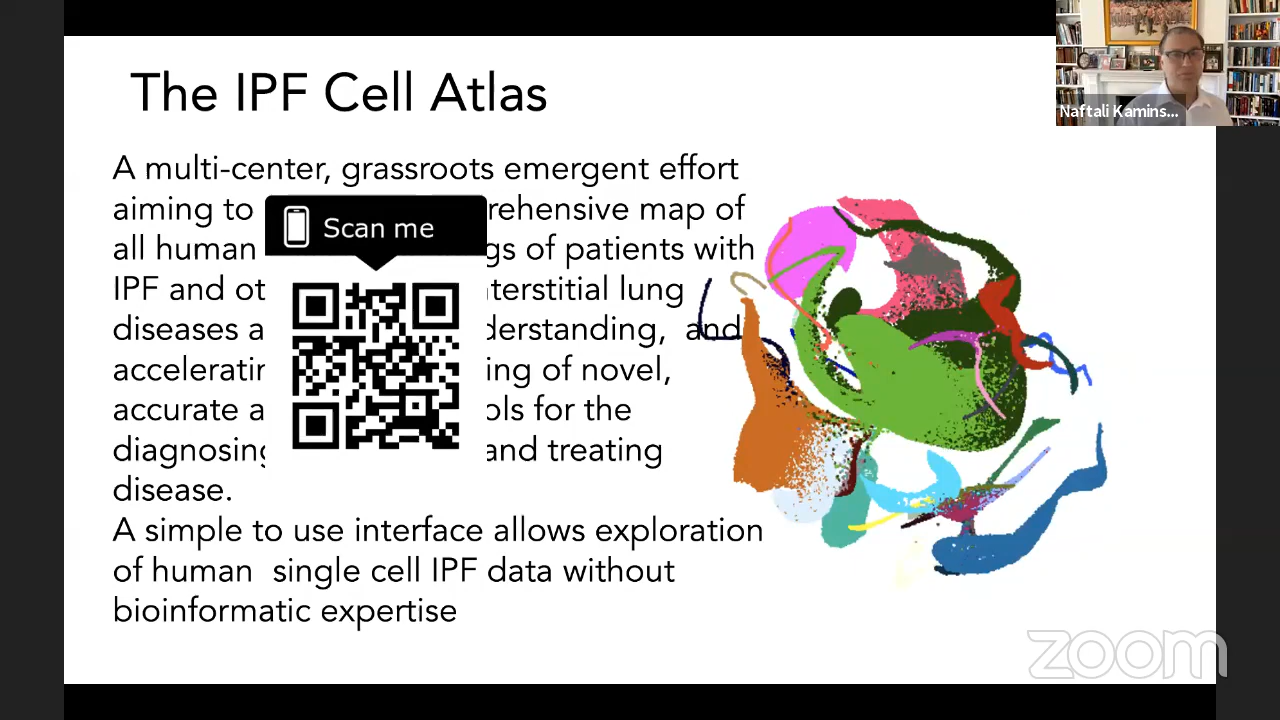 The IPF Cell Atlas
A multi-center, grassroots emergent effort
aiming to rehensive map of
all human gs of patients with
IPF and ot terstitial lung
diseases a derstanding, and
acceleratin ing of novel,
accurate a ols for the
diagnosing and treating
disease.
A simple to use interface allows exploration
of human single cell IPF data without
bioinformatic expertise
Scan me
Naftali Kamins...
zoom